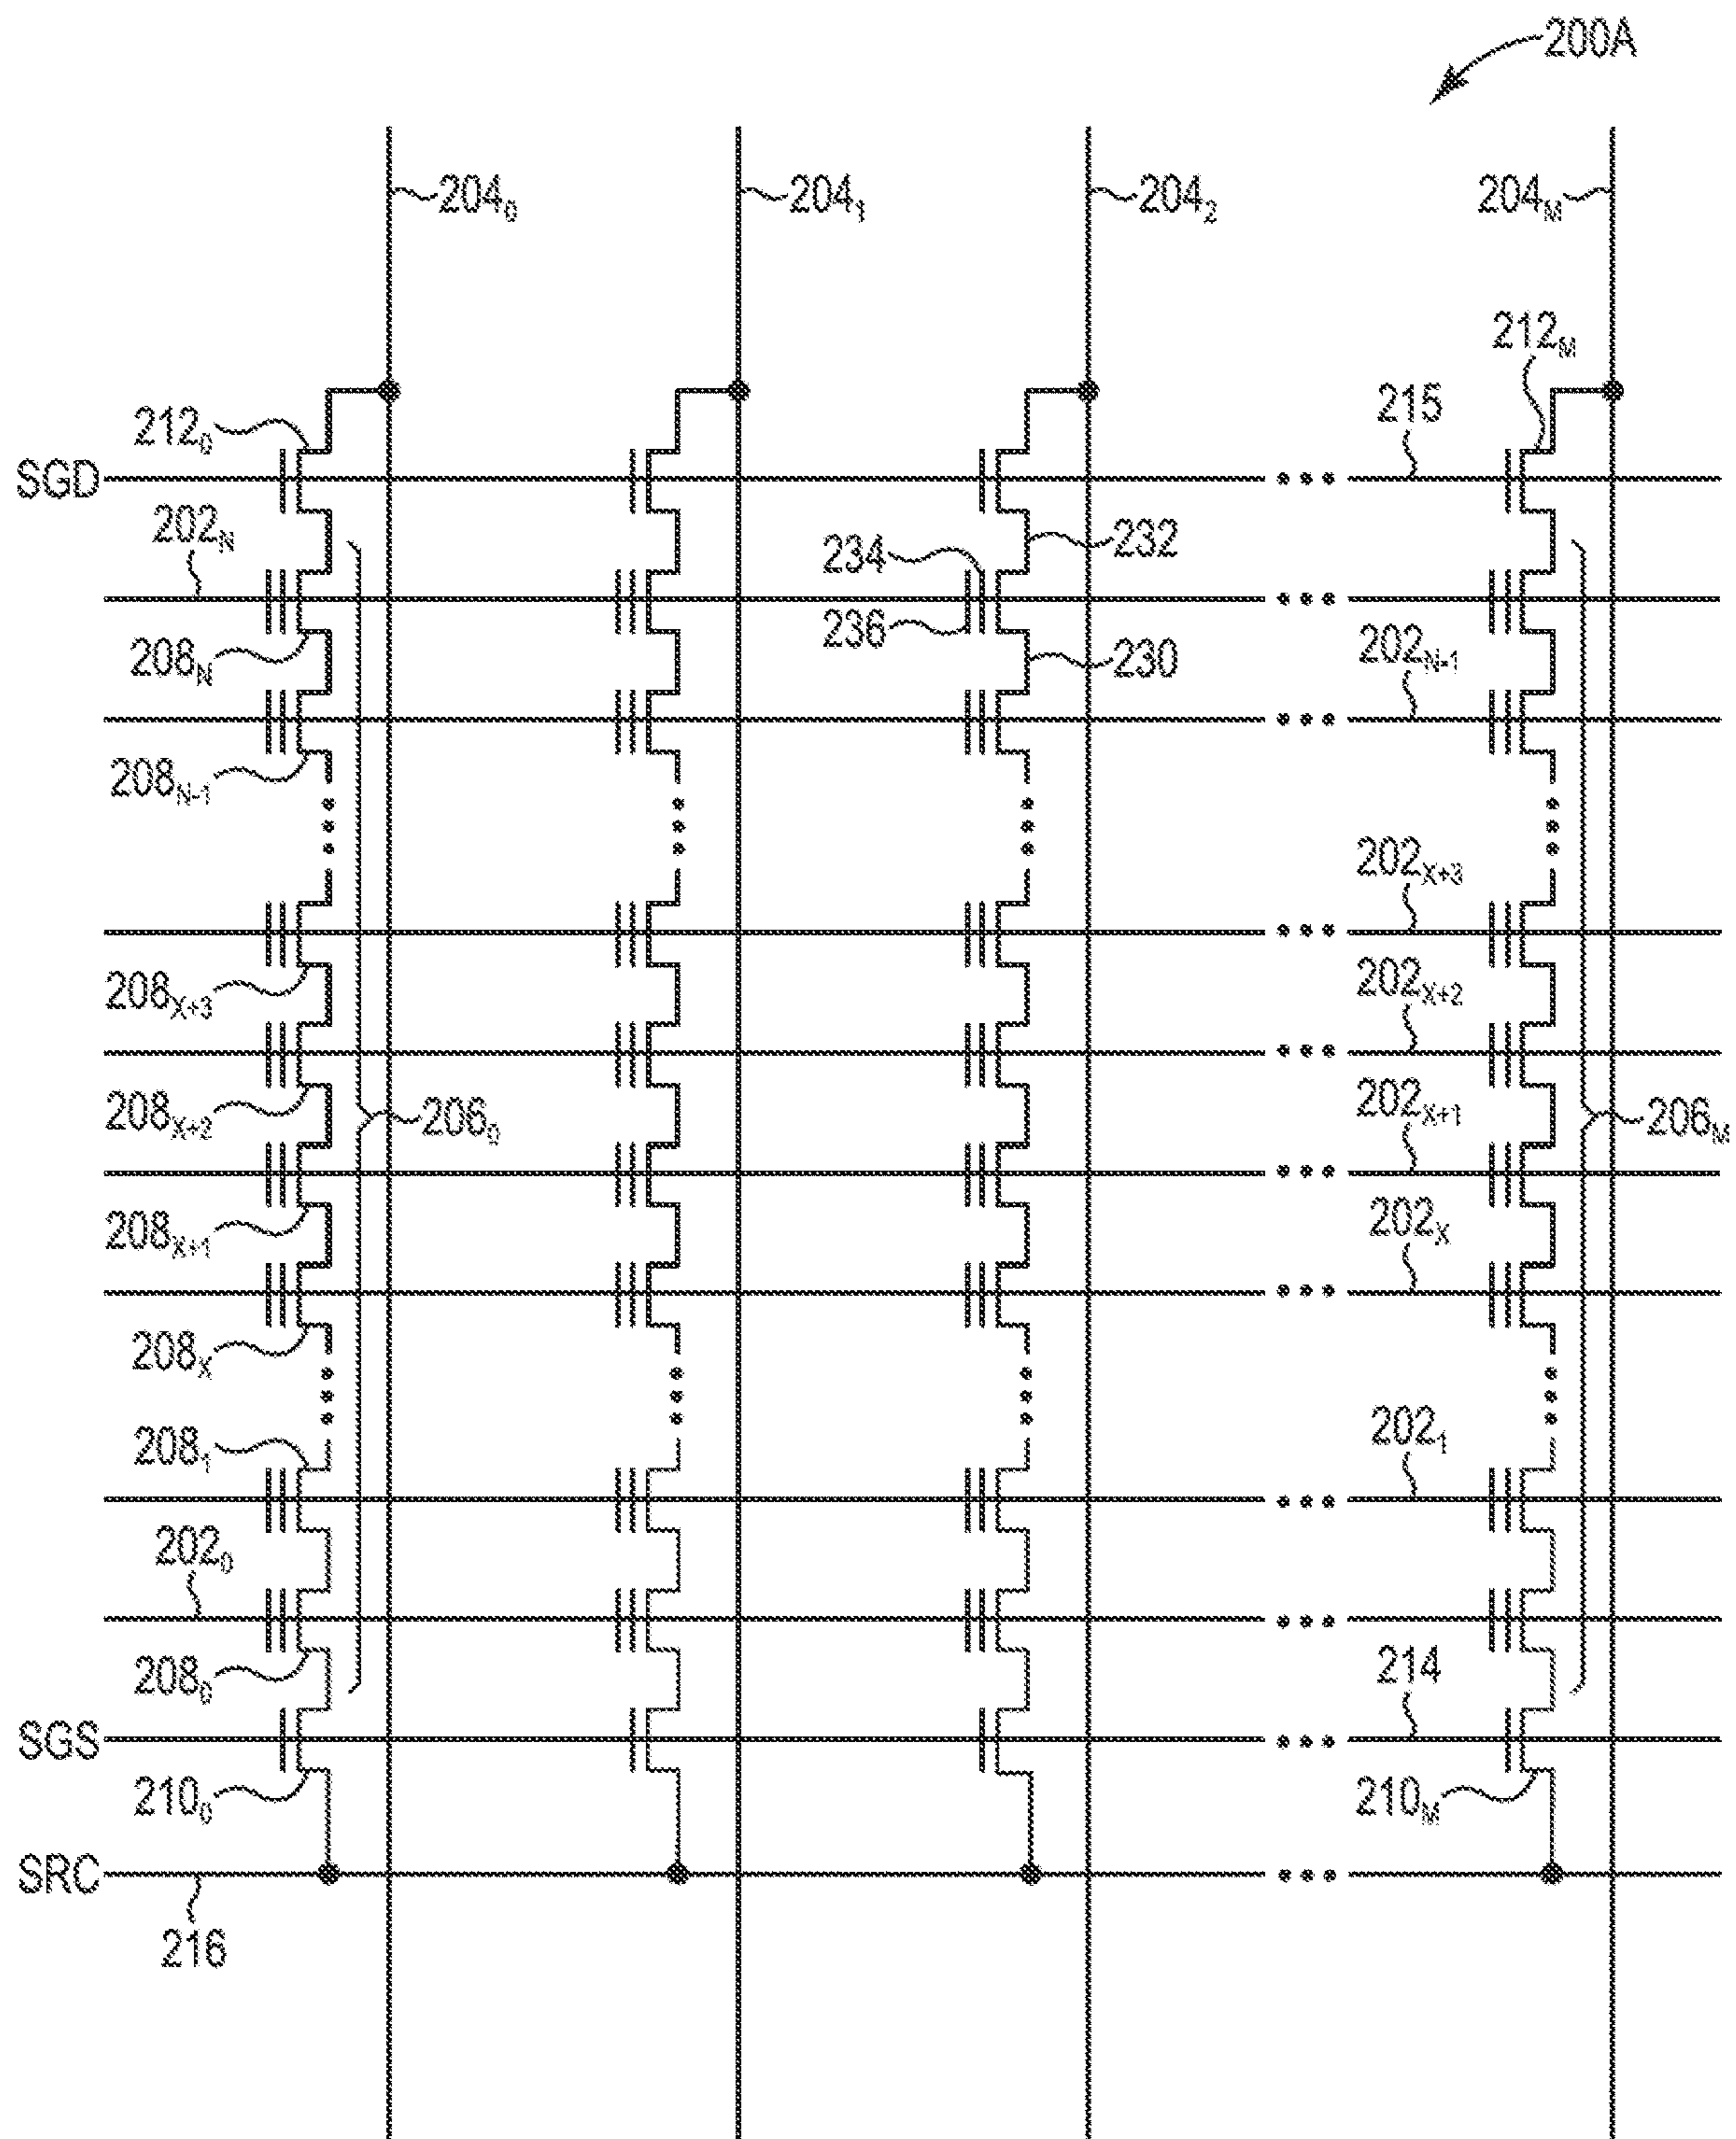 200A
204₀ 204₁ 204₂ 204M
212M
212₀ 215
SGD
202N 234 232
236
208N 230 202N-1
208N-1
202X+3
208X+3 202X+2
208X+2 206₀ 202X+1 206M
208X+1 202X
208X
208₁ 202₁
202₀
208₀ 214
SGS
210₀ 210M
SRC
216